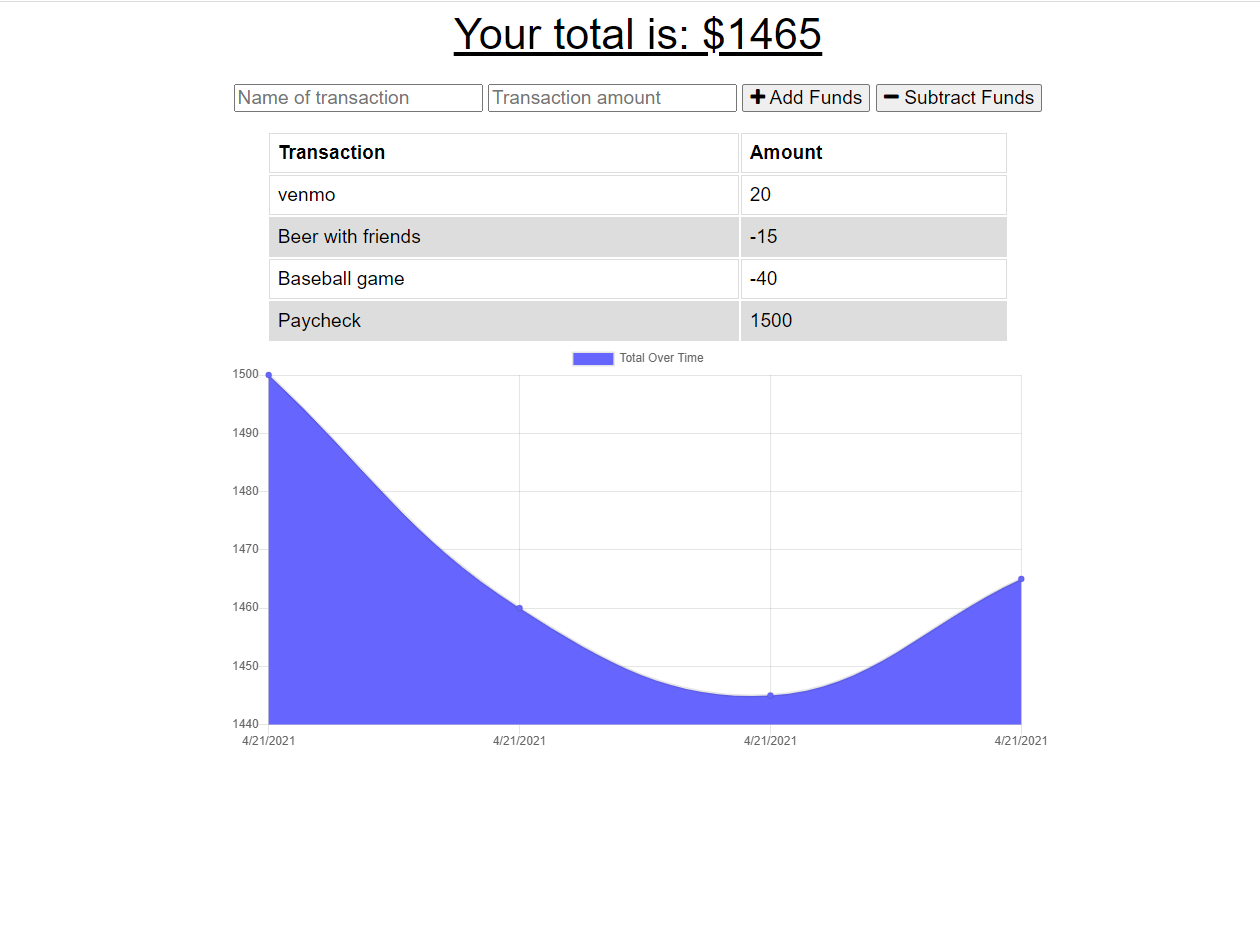 Your total is: $1465
Name of transaction Transaction amount Add Funds Subtract Funds
Transaction Amount
venmo 20
Beer with friends -15
Baseball game -40
Paycheck 1500
Total Over Time
1500
1490
1480
1470
1460
1450
1440
4/21/2021 4/21/2021 4/21/2021 4/21/2021